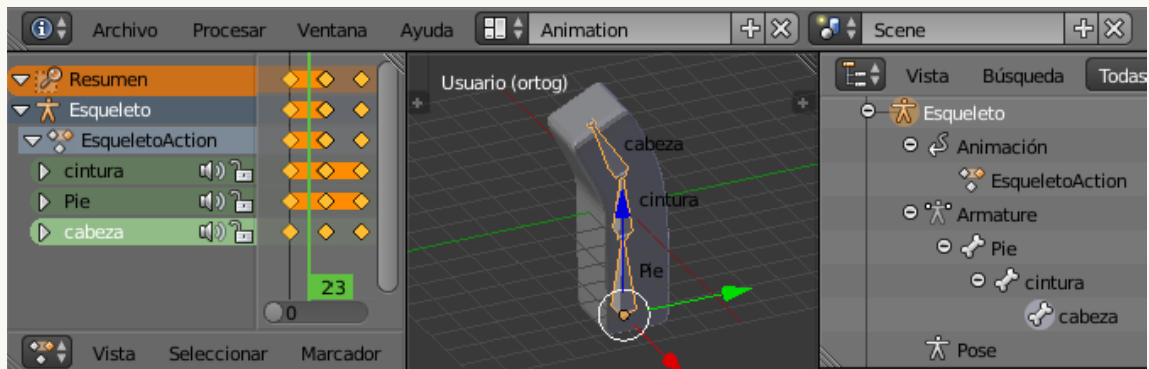 Archivo Procesar Ventana Ayuda Animation Scene
Resumen
Esqueleto
EsqueletoAction
cintura
Pie
cabeza
23
0
Vista Seleccionar Marcador
Usuario (ortog)
cabeza
cintura
Pie
Vista Búsqueda Todas
Esqueleto
Animación
EsqueletoAction
Armature
Pie
cintura
cabeza
Pose